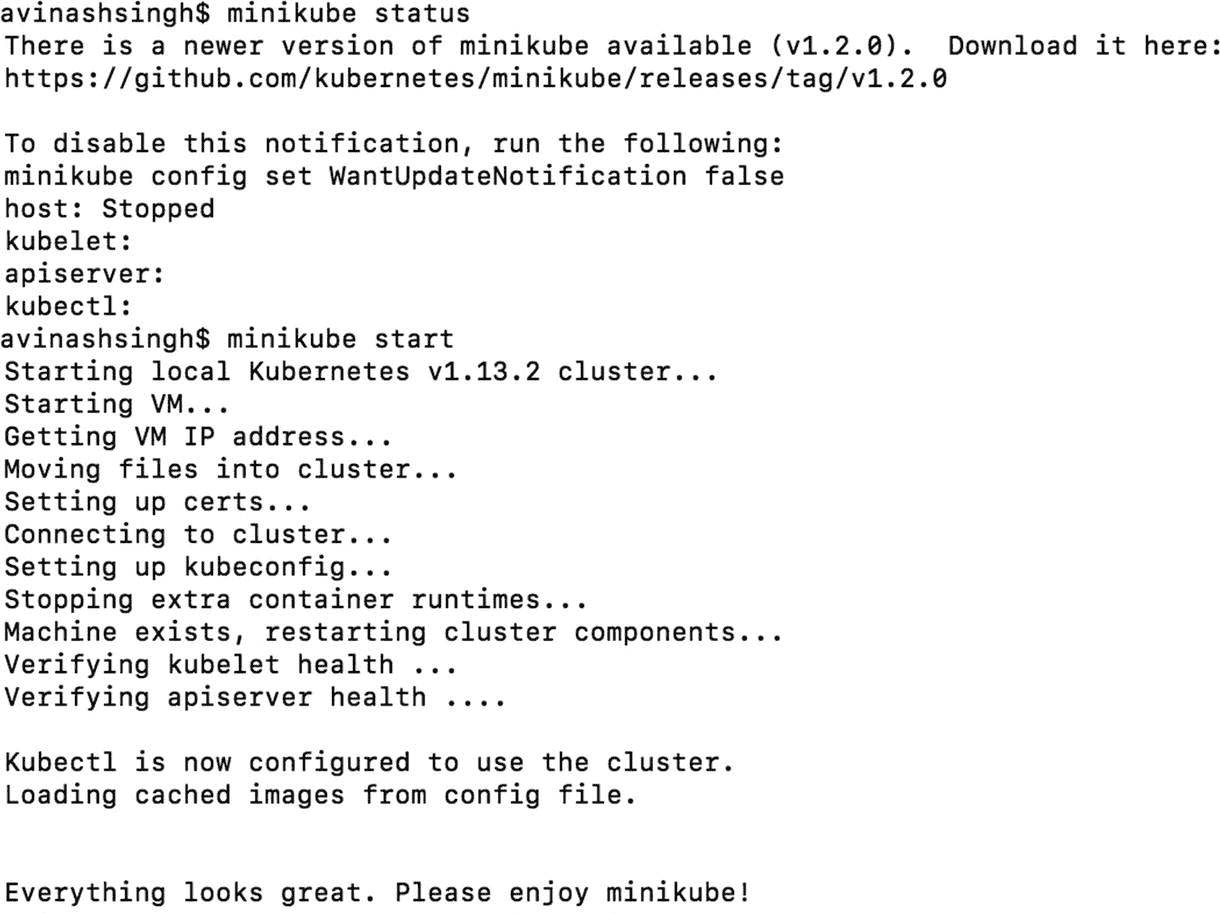 avinashsingh$ minikube status
There is a newer version of minikube available (v1.2.0).  Download it here:
https://github.com/kubernetes/minikube/releases/tag/v1.2.0
To disable this notification, run the following:
minikube config set WantUpdateNotification false
host: Stopped
kubelet:
apiserver:
kubectl:
avinashsingh$ minikube start
Starting local Kubernetes v1.13.2 cluster...
Starting VM...
Getting VM IP address...
Moving files into cluster...
Setting up certs...
Connecting to cluster...
Setting up kubeconfig...
Stopping extra container runtimes...
Machine exists, restarting cluster components...
Verifying kubelet health ...
Verifying apiserver health ....
Kubectl is now configured to use the cluster.
Loading cached images from config file.
Everything looks great. Please enjoy minikube!